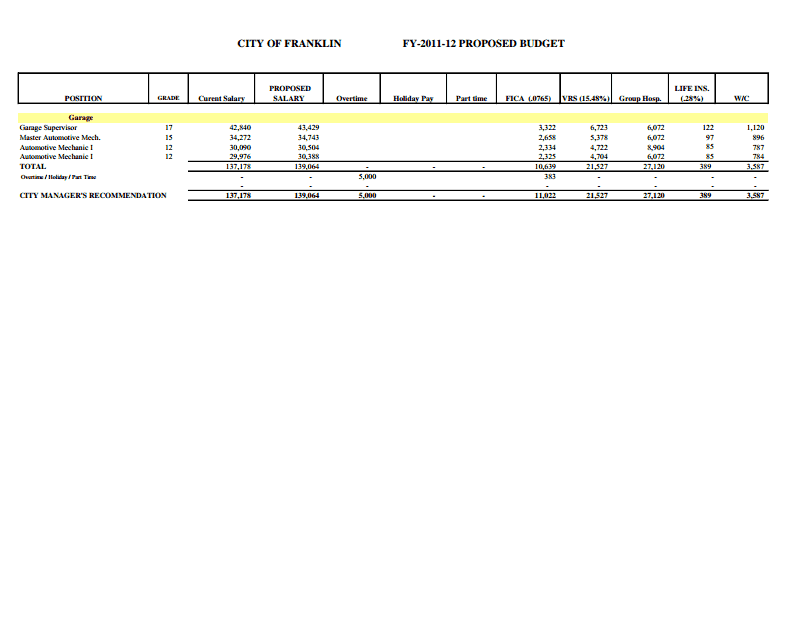 CITY OF FRANKLIN FY-2011-12 PROPOSED BUDGET
POSITION GRADE Curent Salary PROPOSED SALARY Overtime Holiday Pay Part time FICA (.0765) VRS (15.48%) Group Hosp. LIFE INS. (.28%) W/C
Garage
Garage Supervisor 17 42,840 43,429 3,322 6,723 6,072 122 1,120
Master Automotive Mech. 15 34,272 34,743 2,658 5,378 6,072 97 896
Automotive Mechanic I 12 30,090 30,504 2,334 4,722 8,904 85 787
Automotive Mechanic I 12 29,976 30,388 2,325 4,704 6,072 85 784
TOTAL 137,178 139,064 - - - 10,639 21,527 27,120 389 3,587
Overtime / Holiday / Part Time - - 5,000 383 - - - -
- - - - - - - -
CITY MANAGER'S RECOMMENDATION 137,178 139,064 5,000 - - 11,022 21,527 27,120 389 3,587